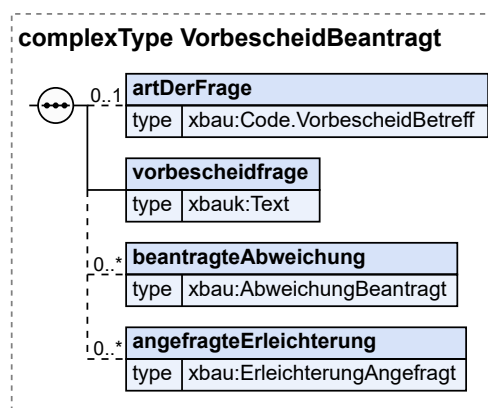 complexType VorbescheidBeantragt
0..1 artDerFrage
type xbau:Code.VorbescheidBetreff
vorbescheidfrage
type xbauk:Text
0..* beantragteAbweichung
type xbau:AbweichungBeantragt
0..* angefragteErleichterung
type xbau:ErleichterungAngefragt